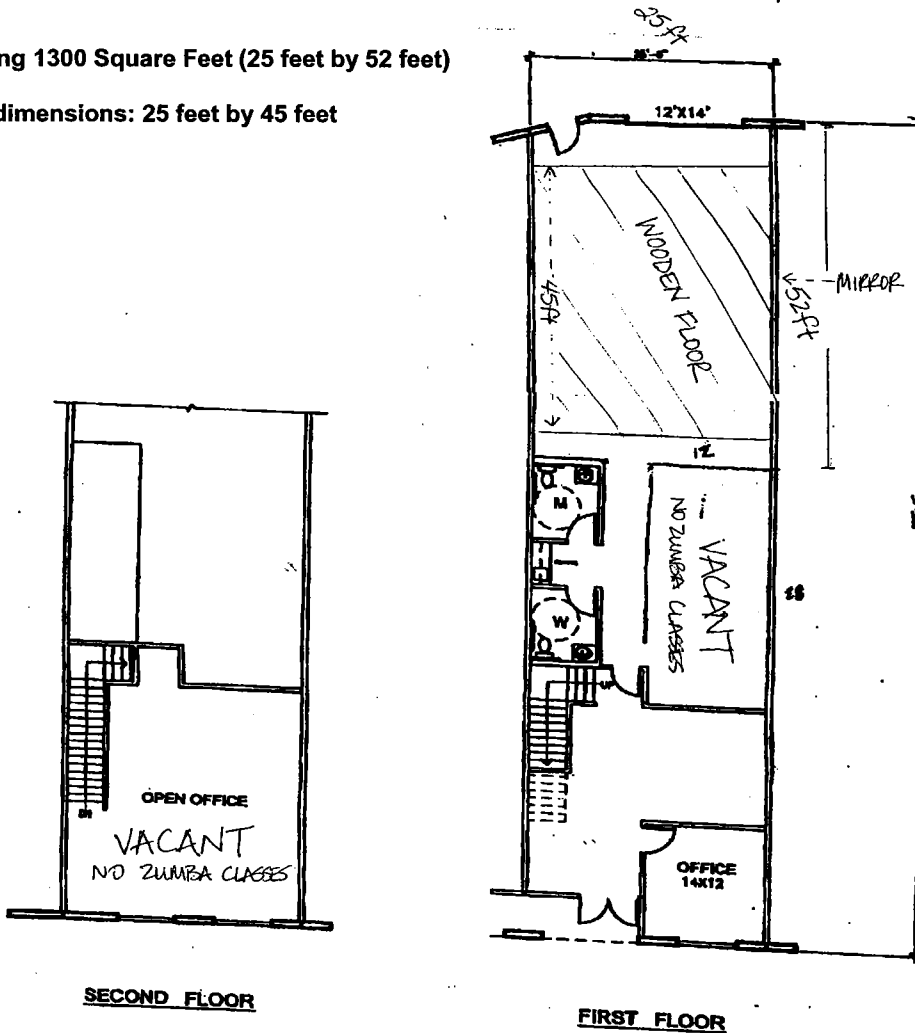 ng 1300 Square Feet (25 feet by 52 feet)
dimensions: 25 feet by 45 feet
25ft
12'X14'
WOODEN FLOOR
45ft
52ft
MIRROR
12
M
VACANT
NO ZUMBA CLASSES
W
UP
OFFICE
14X12
FIRST FLOOR
OPEN OFFICE
VACANT
NO ZUMBA CLASSES
SECOND FLOOR